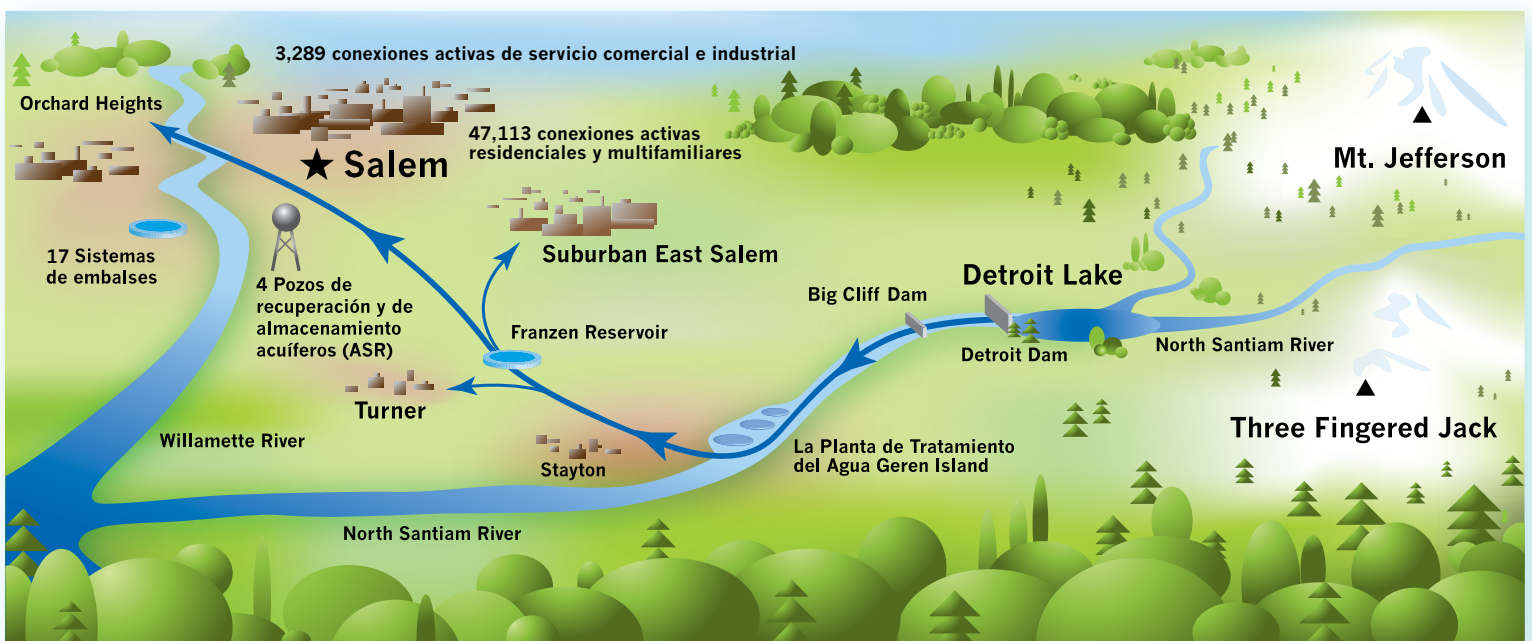 3,289 conexiones activas de servicio comercial e industrial
Orchard Heights
47,113 conexiones activas
residenciales y multifamiliares
Salem
Mt. Jefferson
17 Sistemas
de embalses
4 Pozos de
recuperación y de
almacenamiento
acuíferos (ASR)
Suburban East Salem
Detroit Lake
Big Cliff Dam
Franzen Reservoir
Detroit Dam
North Santiam River
Turner
Three Fingered Jack
Willamette River
Stayton
La Planta de Tratamiento
del Agua Geren Island
North Santiam River